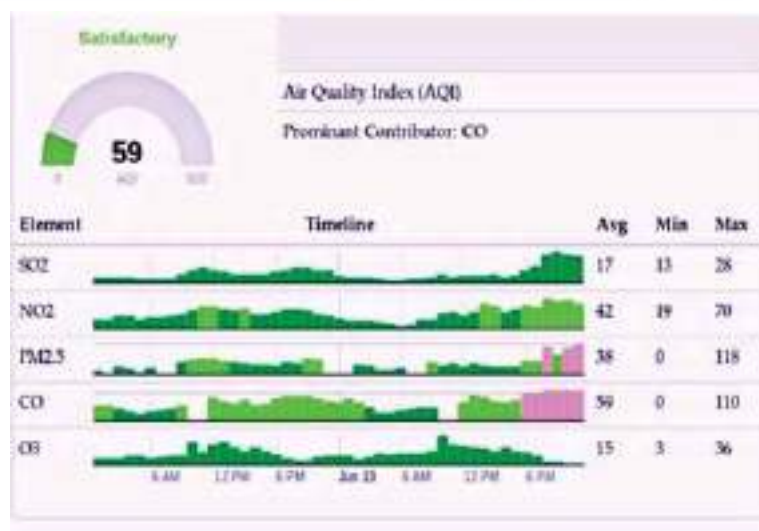 Satisfactory
59
0 AQI 500
Air Quality Index (AQI)
Prominant Contributor: CO
Element Timeline Avg Min Max
SO2 17 13 28
NO2 42 19 70
PM2.5 38 0 118
CO 59 0 110
O3 15 3 36
6 AM 12 PM 6 PM Jun 13 6 AM 12 PM 6 PM